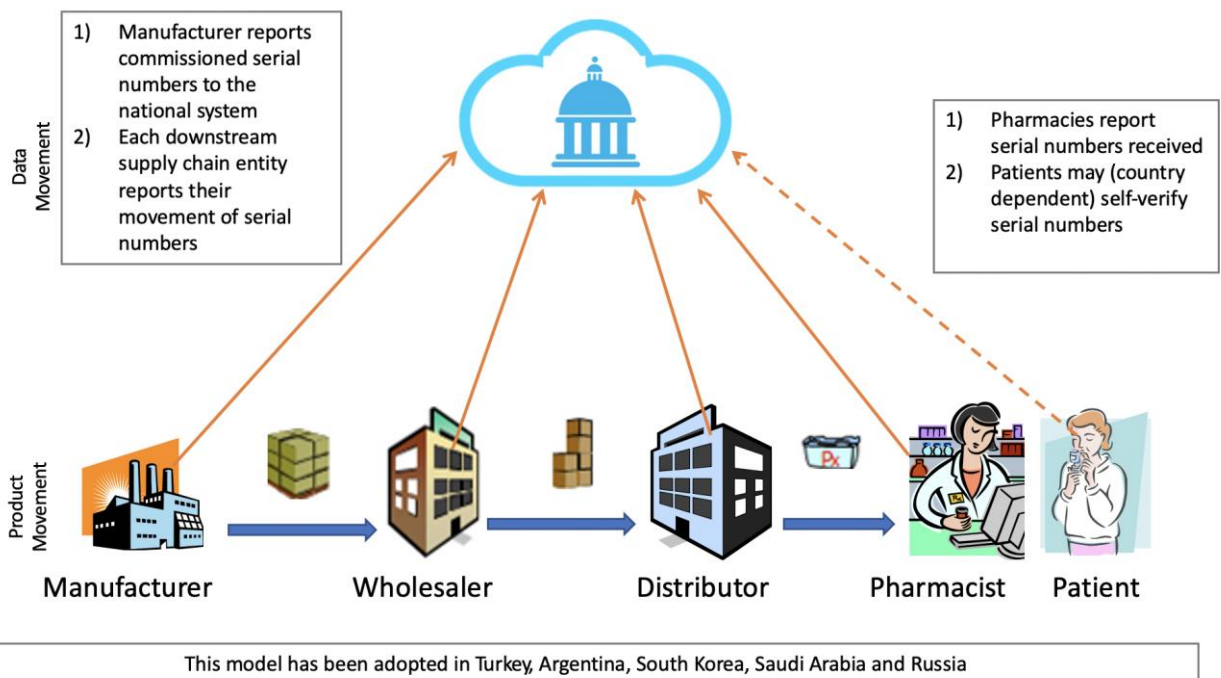 1) Manufacturer reports
commissioned serial
numbers to the
national system
2) Each downstream
supply chain entity
reports their
movement of serial
numbers
1) Pharmacies report
serial numbers received
2) Patients may (country
dependent) self-verify
serial numbers
Data
Movement
Product
Movement
Px
Manufacturer
Wholesaler
Distributor
Pharmacist
Patient
This model has been adopted in Turkey, Argentina, South Korea, Saudi Arabia and Russia